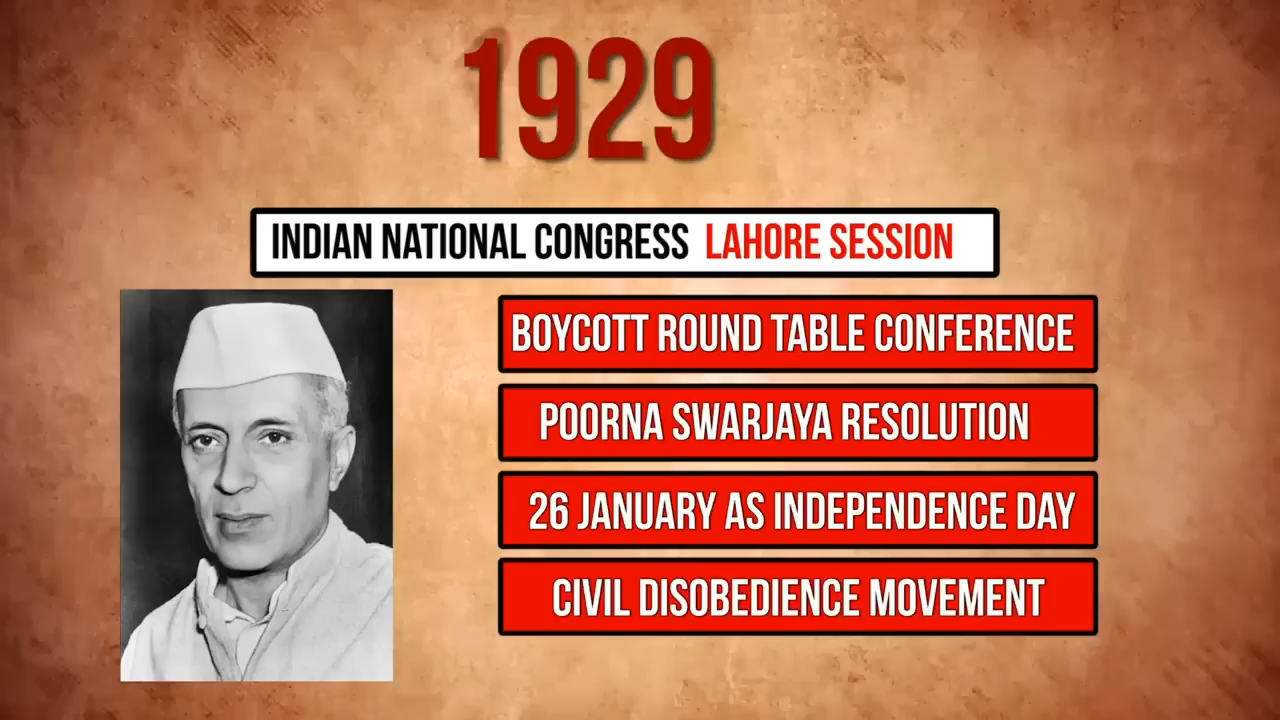 1929
INDIAN NATIONAL CONGRESS LAHORE SESSION
BOYCOTT ROUND TABLE CONFERENCE
POORNA SWARJAYA RESOLUTION
26 JANUARY AS INDEPENDENCE DAY
CIVIL DISOBEDIENCE MOVEMENT